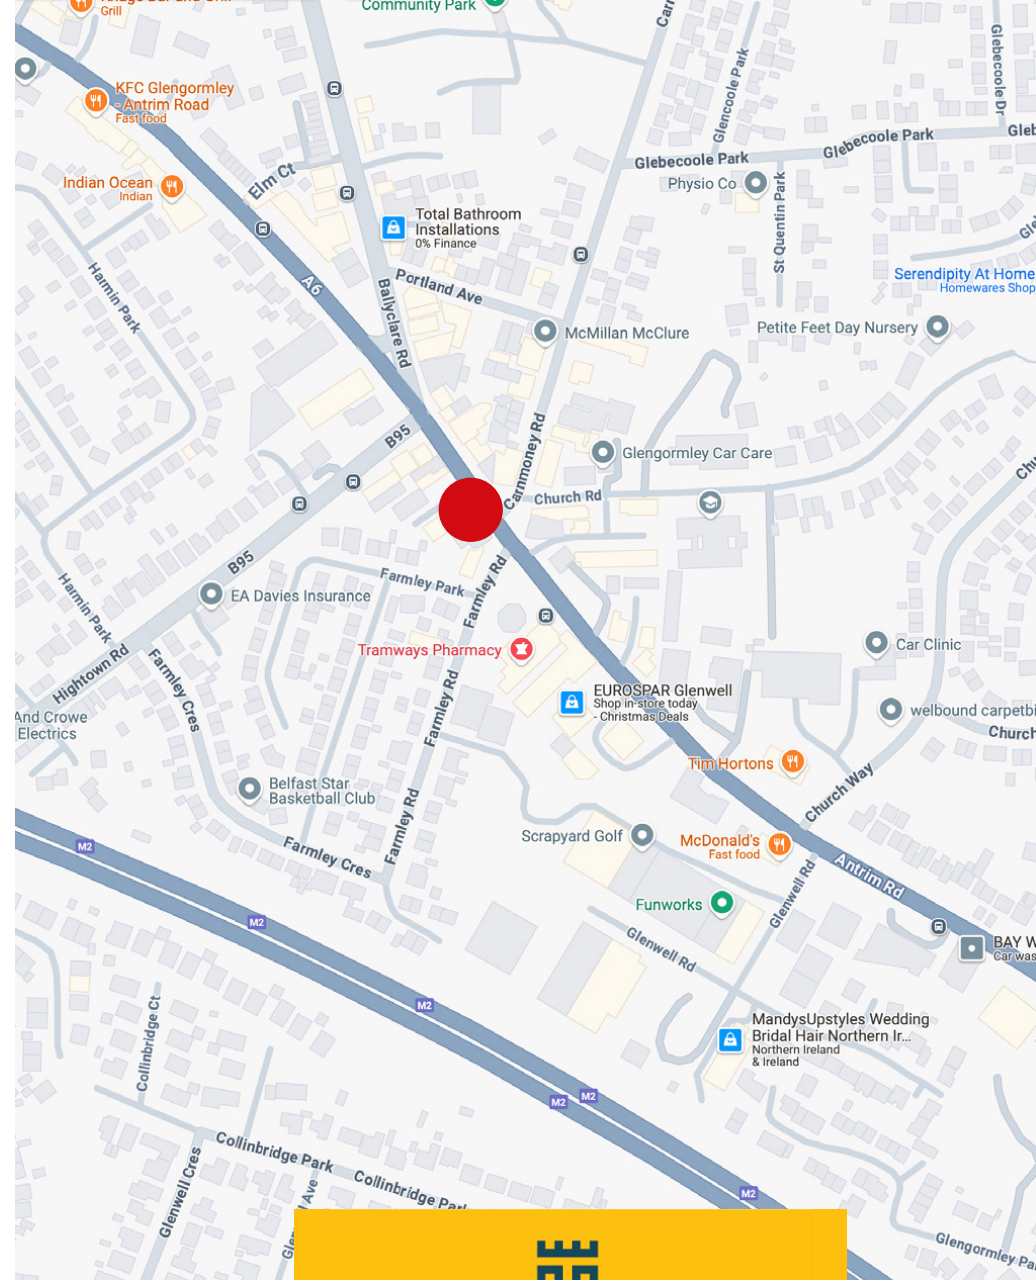 Grill
Community Park
KFC Glengormley
- Antrim Road
Fast food
Glencoole Park
Glebecoole Dr
Glebecoole Park
Glebecoole Park
Elm Ct
Indian Ocean
Indian
Physio Co
St Quentin Park
Total Bathroom
Installations
0% Finance
A6
Portland Ave
Serendipity At Home
Homewares Shop
Harmin Park
Ballyclare Rd
McMillan McClure
Petite Feet Day Nursery
B95
Carnmoney Rd
Glengormley Car Care
Church Rd
B95
Farmley Park
Farmley Rd
EA Davies Insurance
Harmin Park
Tramways Pharmacy
Car Clinic
Hightown Rd
Farmley Cres
Farmley Rd
EUROSPAR Glenwell
Shop in-store today
- Christmas Deals
And Crowe
Electrics
welbound carpetbi
Church
Tim Hortons
Church Way
Belfast Star
Basketball Club
Farmley Rd
Scrapyard Golf
McDonald's
Fast food
M2
Farmley Cres
Antrim Rd
Glenwell Rd
Funworks
M2
Glenwell Rd
BAY W
Car was
M2
Collinbridge Ct
MandysUpstyles Wedding
Bridal Hair Northern Ir...
Northern Ireland
& Ireland
M2
M2
Collinbridge Park
Collinbridge Park
Glenwell Cres
M2
Glengormley Pa